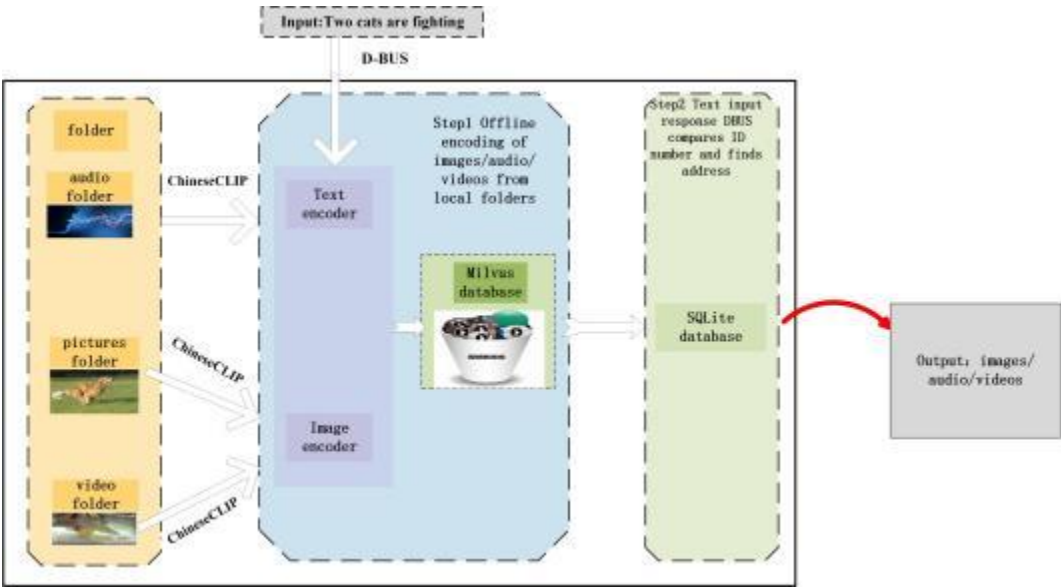 Input:Two cats are fighting
D-BUS
folder
audio
folder
ChineseCLIP
pictures
folder
ChineseCLIP
video
folder
ChineseCLIP
Text
encoder
Image
encoder
Step1 Offline
encoding of
images/audio/
videos from
local folders
Milvus
database
Step2 Text input
response DBUS
compares ID
number and finds
address
SQLite
database
Output: images/
audio/videos